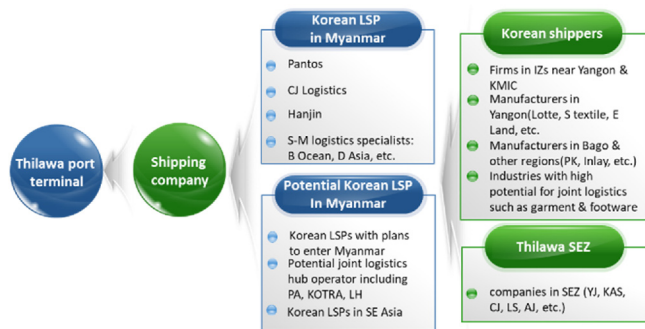 Thilawa port
terminal
Shipping
company
Korean LSP
in Myanmar
Pantos
CJ Logistics
Hanjin
S-M logistics specialists:
B Ocean, D Asia, etc.
Potential Korean LSP
In Myanmar
Korean LSPs with plans
to enter Myanmar
Potential joint logistics
hub operator including
PA, KOTRA, LH
Korean LSPs in SE Asia
Korean shippers
Firms in IZs near Yangon &
KMIC
Manufacturers in
Yangon(Lotte, S textile, E
Land, etc.
Manufacturers in Bago &
other regions(PK, Inlay, etc.)
Industries with high
potential for joint logistics
such as garment & footware
Thilawa SEZ
companies in SEZ (YJ, KAS,
CJ, LS, AJ, etc.)